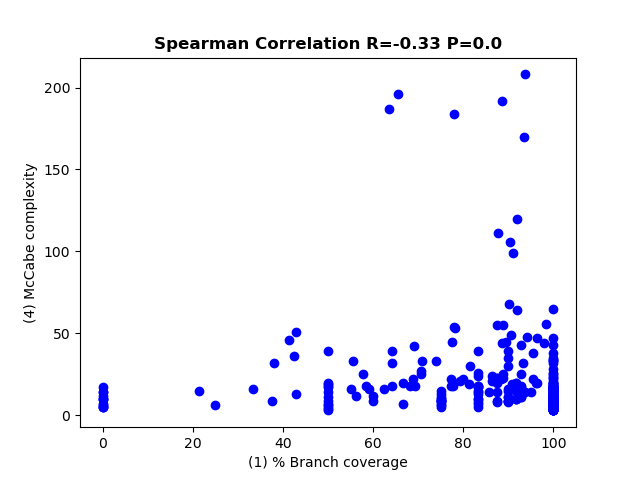 Spearman Correlation R=-0.33 P=0.0
(4) McCabe complexity
200
150
100
50
0
0 20 40 60 80 100
(1) % Branch coverage